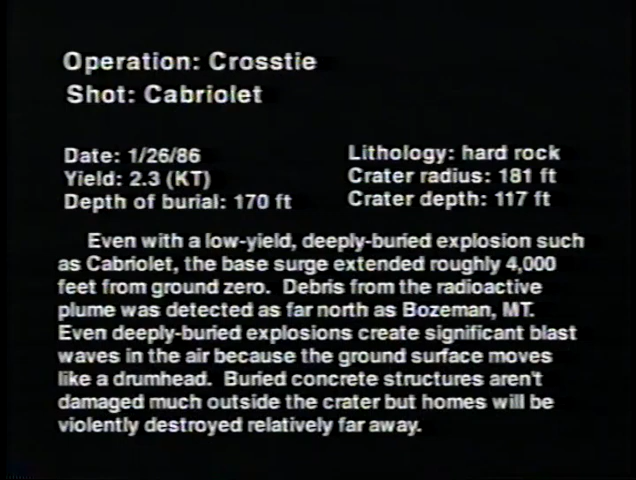 Operation: Crosstie
Shot: Cabriolet
Date: 1/26/86
Yield: 2.3 (KT)
Depth of burial: 170 ft
Lithology: hard rock
Crater radius: 181 ft
Crater depth: 117 ft
Even with a low-yield, deeply-buried explosion such
as Cabriolet, the base surge extended roughly 4,000
feet from ground zero. Debris from the radioactive
plume was detected as far north as Bozeman, MT.
Even deeply-buried explosions create significant blast
waves in the air because the ground surface moves
like a drumhead. Buried concrete structures aren't
damaged much outside the crater but homes will be
violently destroyed relatively far away.